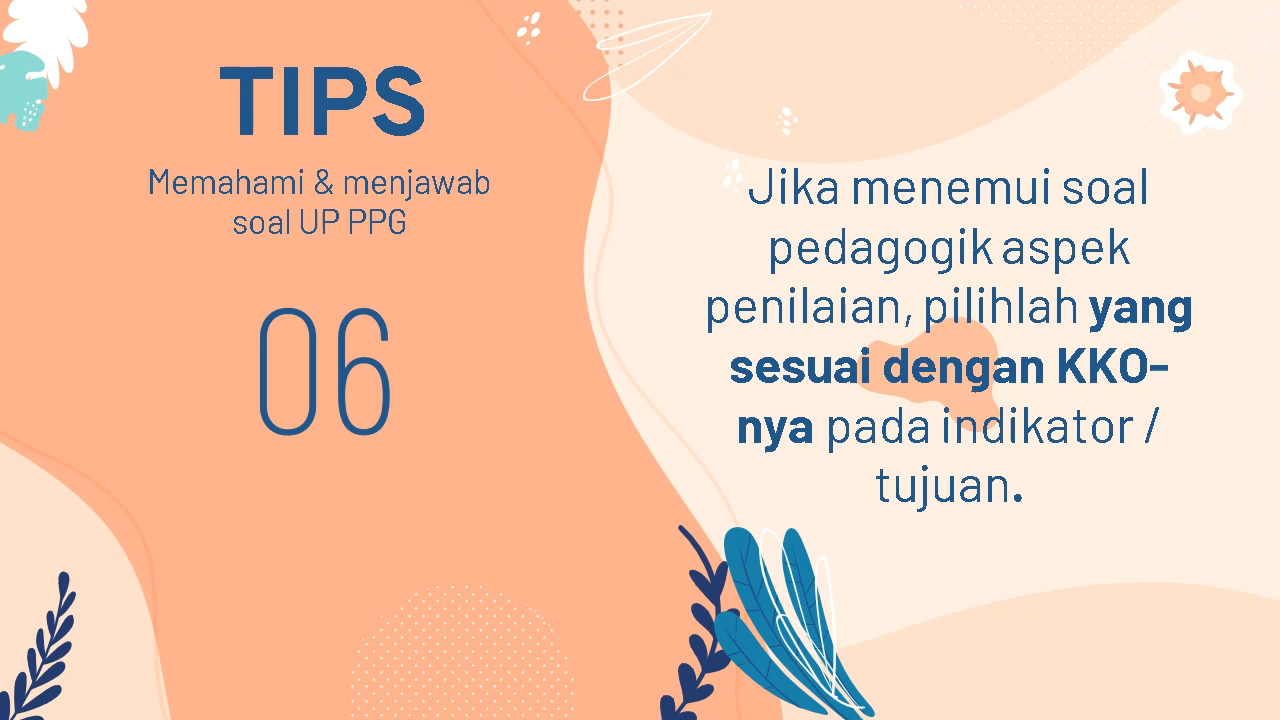 TIPS
Memahami & menjawab
soal UP PPG
06
Jika menemui soal
pedagogik aspek
penilaian, pilihlah yang
sesuai dengan KKO-
nya pada indikator /
tujuan.